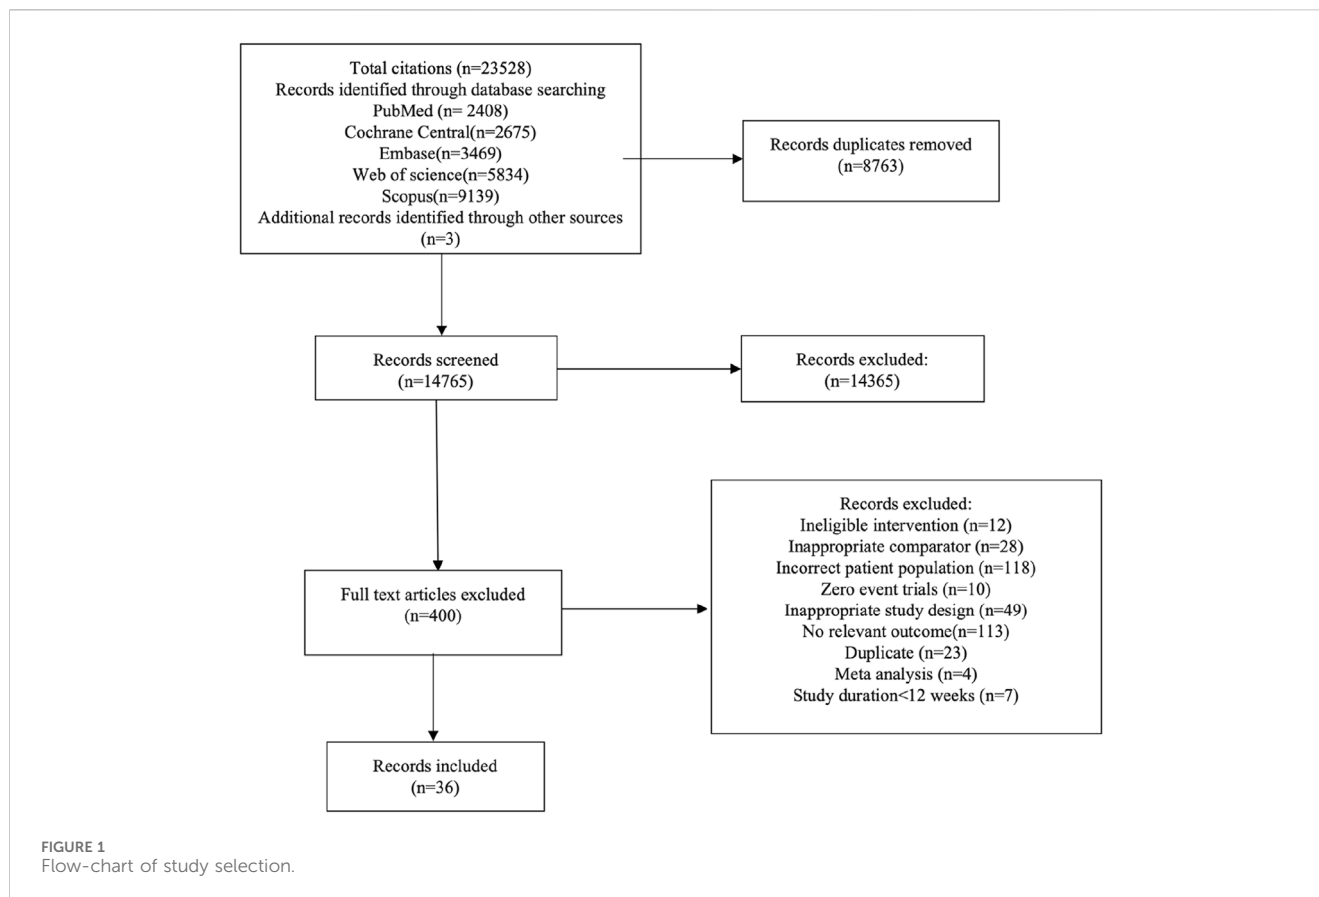 Total citations (n=23528)
Records identified through database searching
PubMed (n= 2408)
Cochrane Central(n=2675)
Embase(n=3469)
Web of science(n=5834)
Scopus(n=9139)
Additional records identified through other sources
(n=3)
Records duplicates removed
(n=8763)
Records screened
(n=14765)
Records excluded:
(n=14365)
Full text articles excluded
(n=400)
Records excluded:
Ineligible intervention (n=12)
Inappropriate comparator (n=28)
Incorrect patient population (n=118)
Zero event trials (n=10)
Inappropriate study design (n=49)
No relevant outcome(n=113)
Duplicate (n=23)
Meta analysis (n=4)
Study duration<12 weeks (n=7)
Records included
(n=36)
FIGURE 1
Flow-chart of study selection.